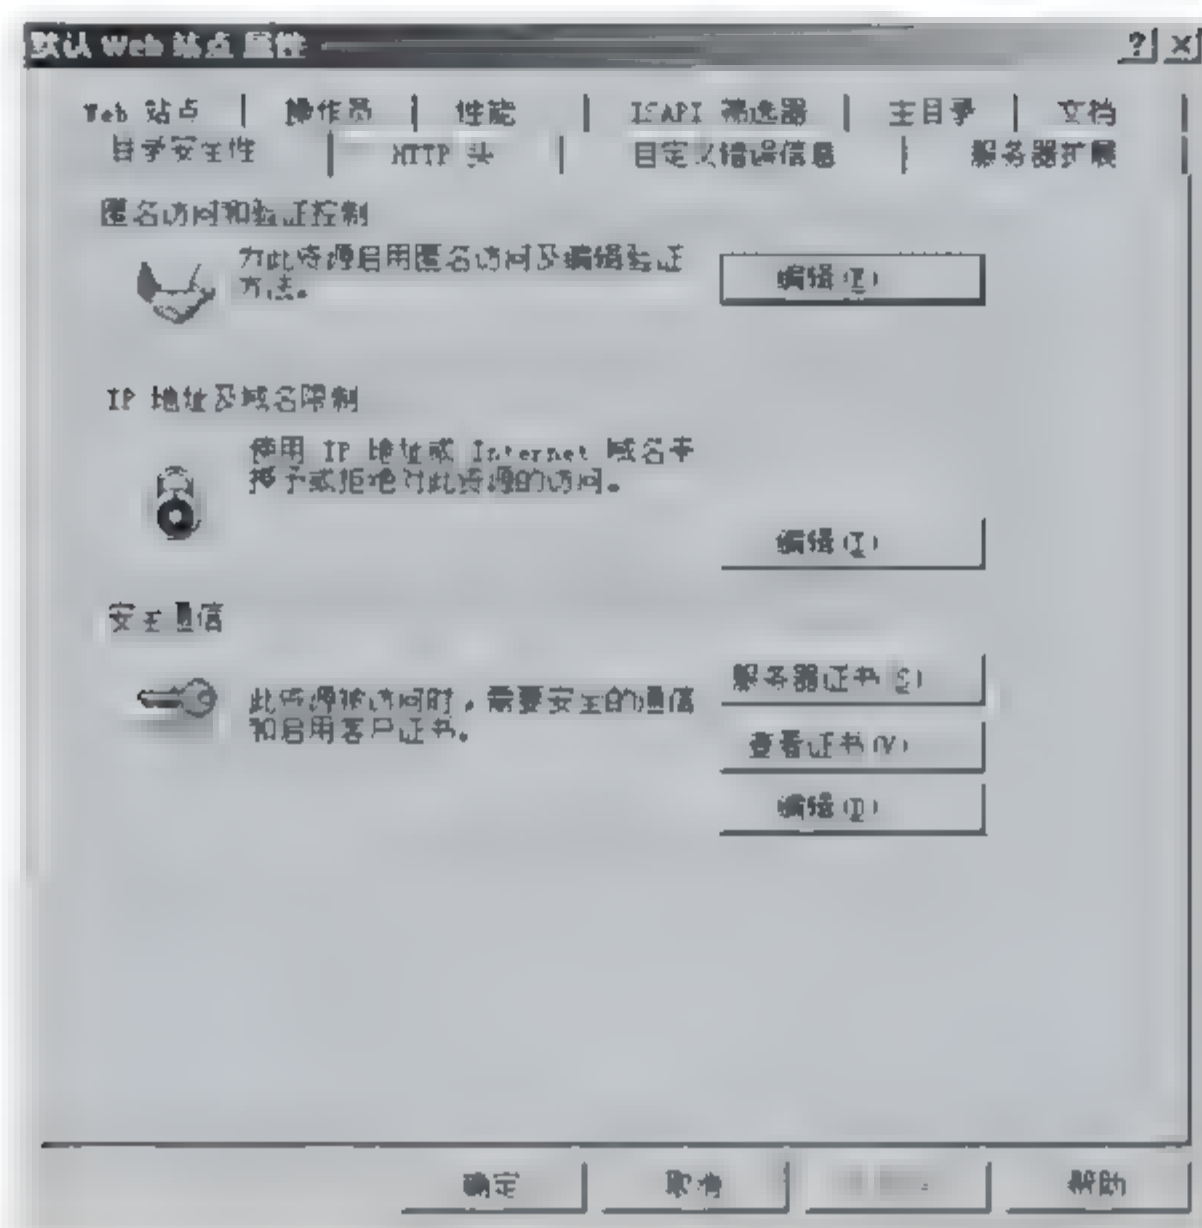 默认 Web 站点 属性
Web 站点 操作员 性能 ISAPI 筛选器 主目录 文档
目录安全性 HTTP 头 自定义错误信息 服务器扩展
匿名访问和验证控制
为此资源启用匿名访问及编辑验证
方法。
编辑(E)
IP 地址及域名限制
使用 IP 地址或 Internet 域名来
授予或拒绝对此资源的访问。
编辑(I)
安全通信
此资源被访问时，需要安全的通信
和启用客户证书。
服务器证书(S)
查看证书(V)
编辑(D)
确定 取消 帮助